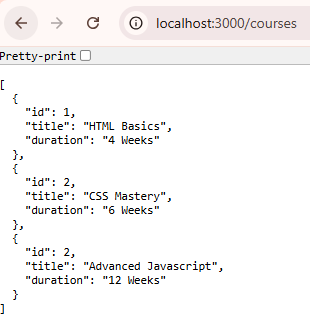 localhost:3000/courses
Pretty-print
[
  {
    "id": 1,
    "title": "HTML Basics",
    "duration": "4 Weeks"
  },
  {
    "id": 2,
    "title": "CSS Mastery",
    "duration": "6 Weeks"
  },
  {
    "id": 2,
    "title": "Advanced Javascript",
    "duration": "12 Weeks"
  }
]